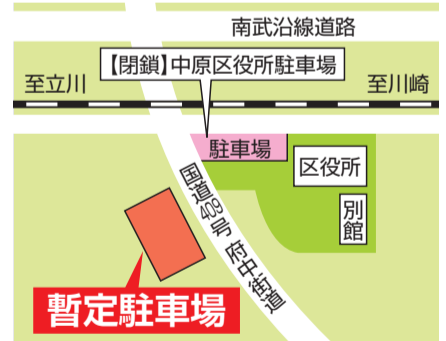 南武沿線道路
【閉鎖】中原区役所駐車場
至立川
至川崎
駐車場
区役所
別館
国道409号 府中街道
暫定駐車場